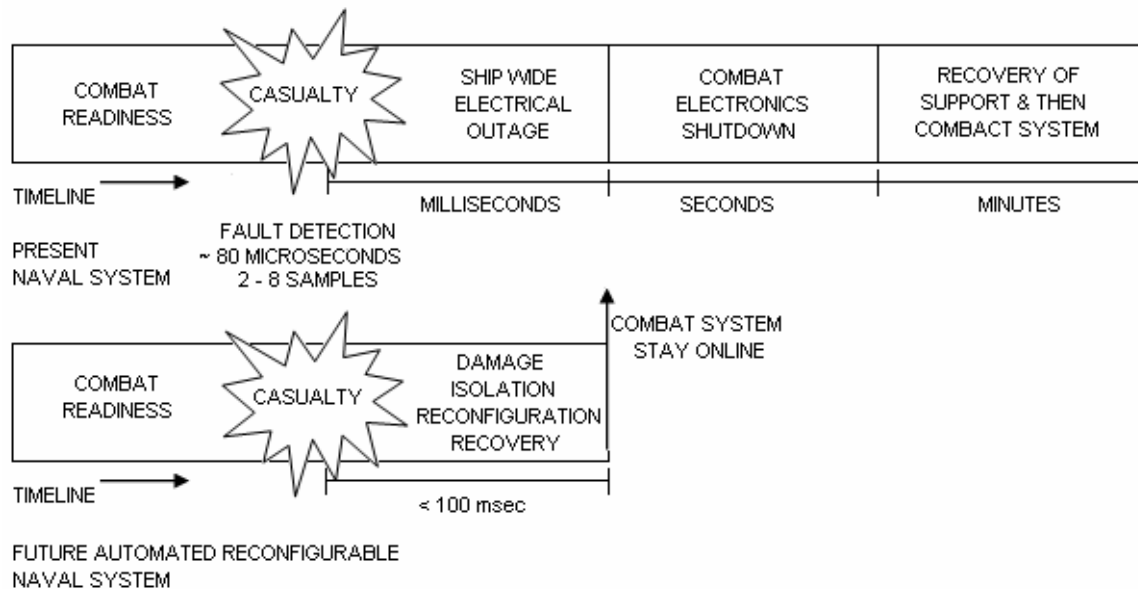 COMBAT
READINESS
CASUALTY
SHIP WIDE
ELECTRICAL
OUTAGE
COMBAT
ELECTRONICS
SHUTDOWN
RECOVERY OF
SUPPORT & THEN
COMBACT SYSTEM
TIMELINE
MILLISECONDS
SECONDS
MINUTES
PRESENT
NAVAL SYSTEM
FAULT DETECTION
~ 80 MICROSECONDS
2 - 8 SAMPLES
COMBAT
READINESS
CASUALTY
DAMAGE
ISOLATION
RECONFIGURATION
RECOVERY
COMBAT SYSTEM
STAY ONLINE
TIMELINE
< 100 msec
FUTURE AUTOMATED RECONFIGURABLE
NAVAL SYSTEM